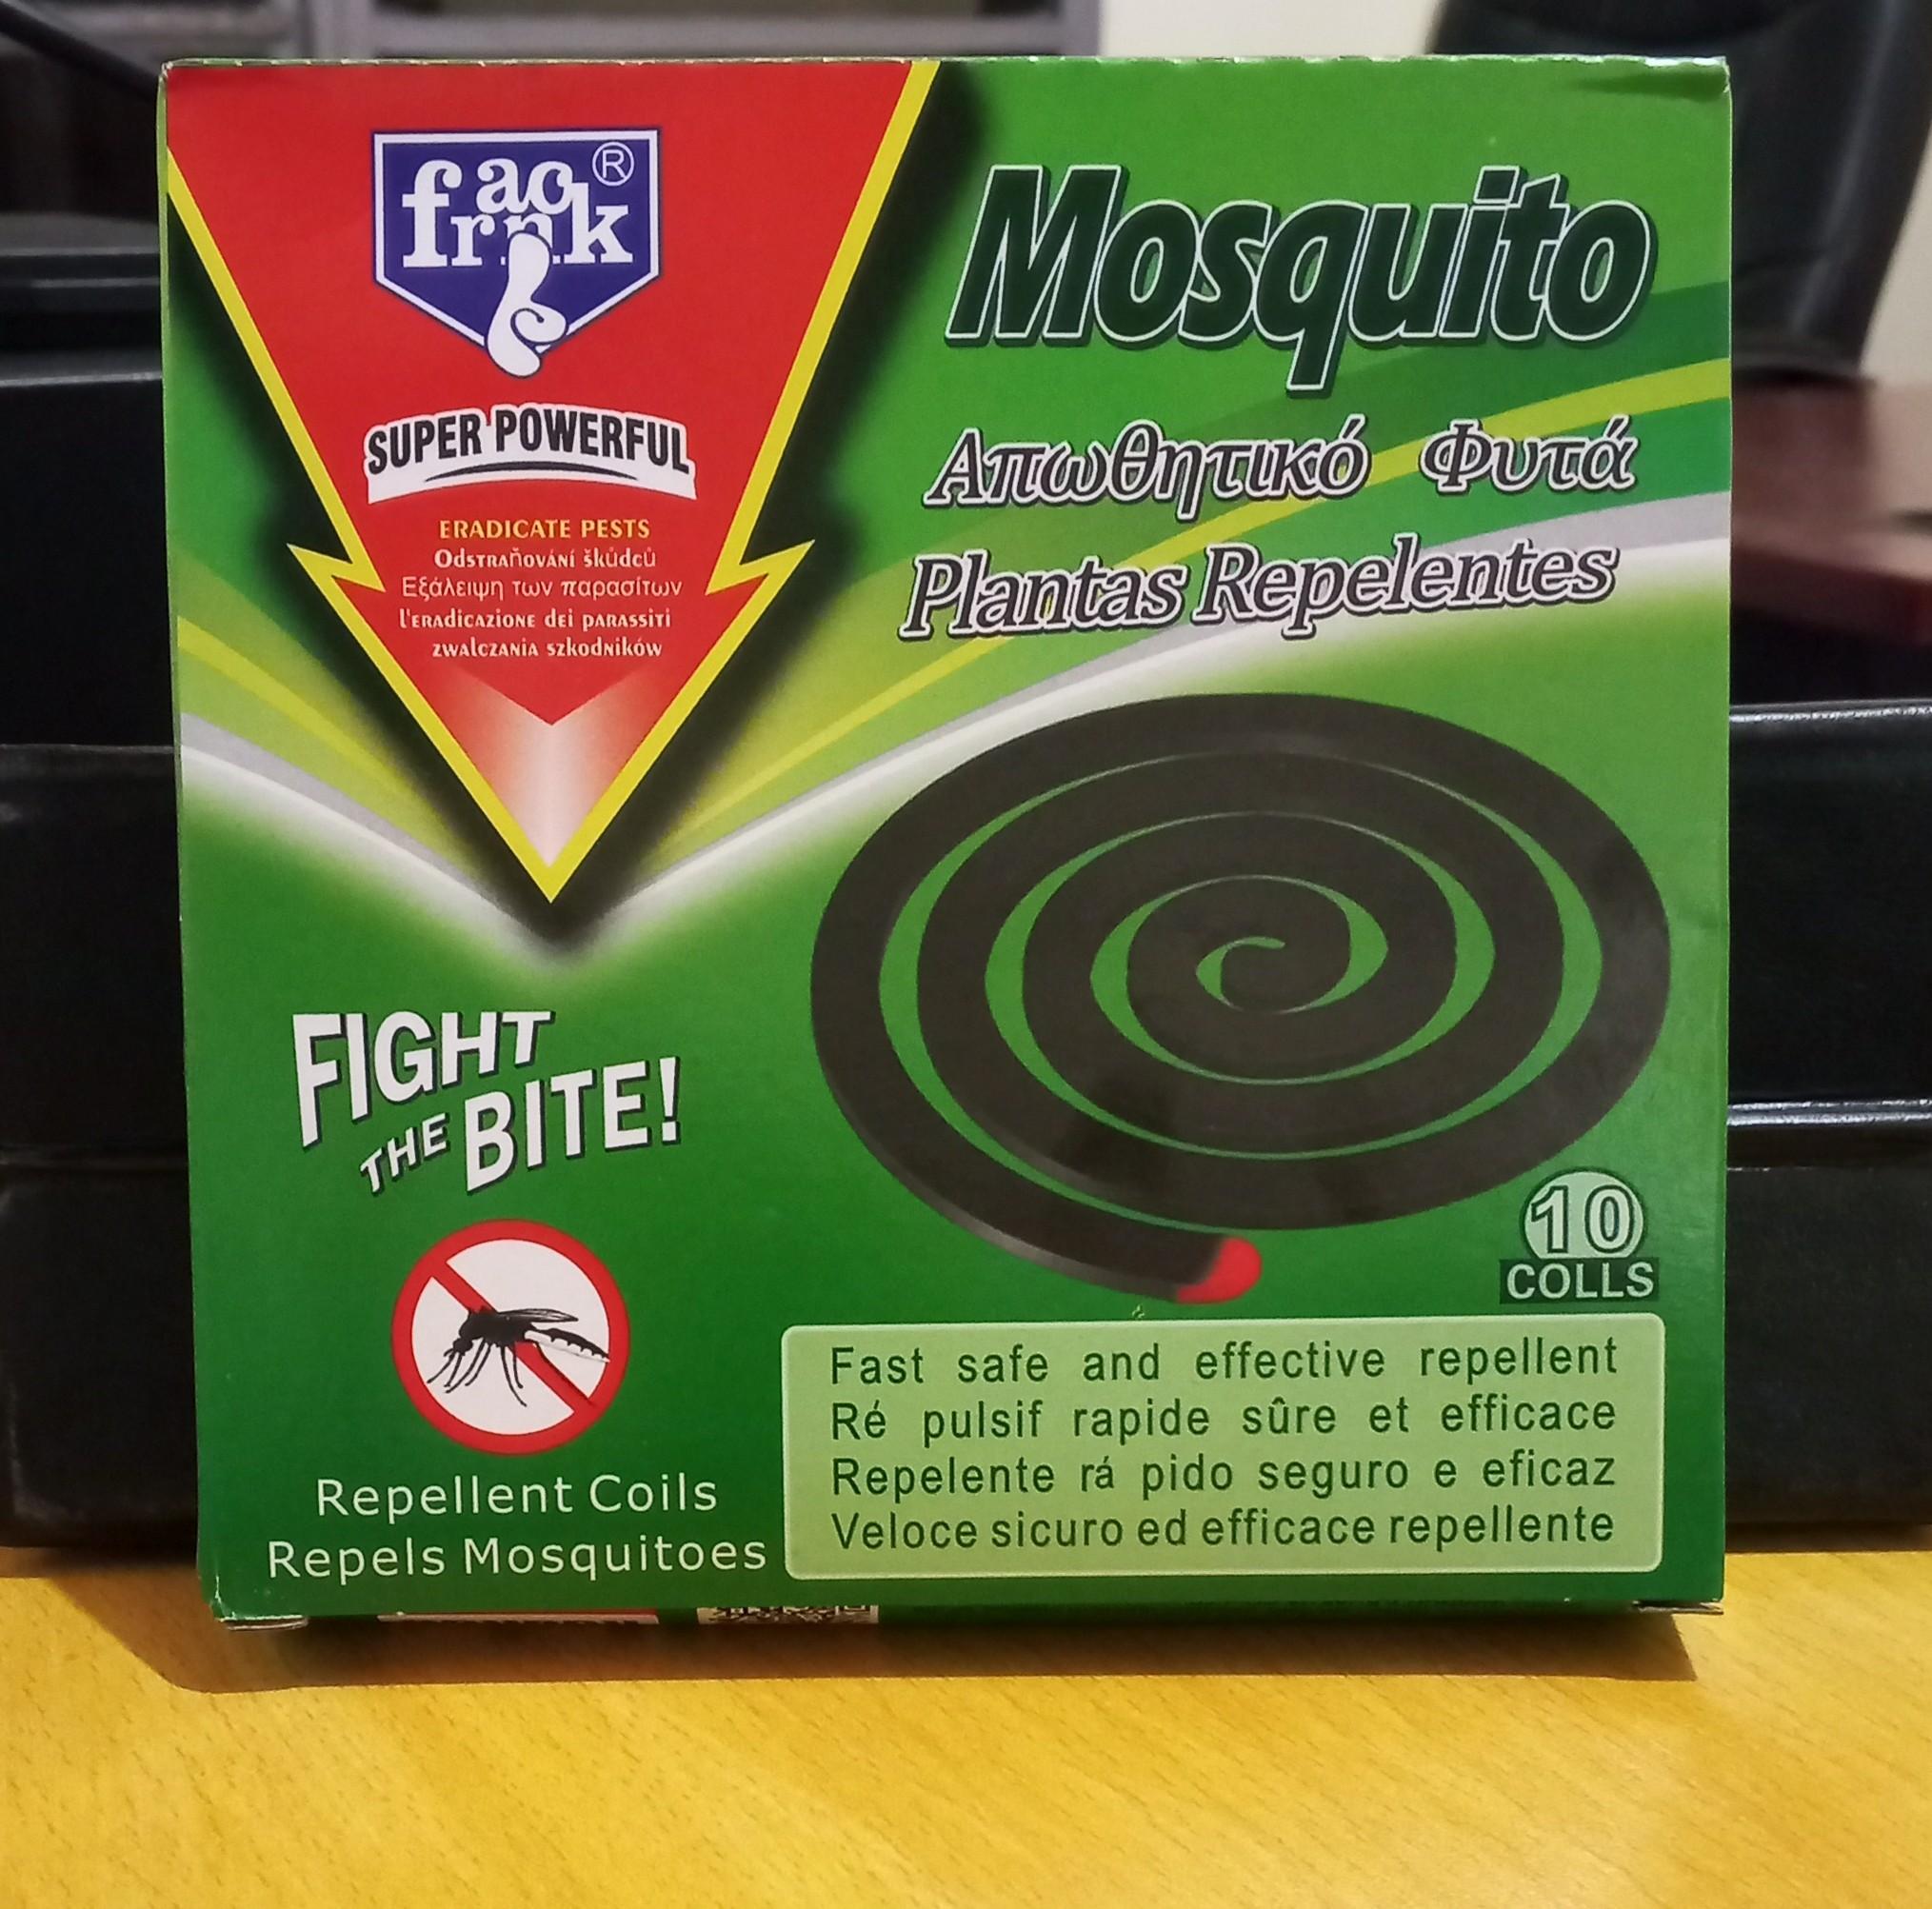 fraonk®
SUPER POWERFUL
ERADICATE PESTS
Odstraňování škůdců
Εξάλειψη των παρασίτων
l'ERADICAZIONE dei PARASSITI
zwalczania szkodników
Mosquito
Απωθητικό Φυτά
Plantas Repelentes
FIGHT
THE BITE!
10
COLLS
Repellent Coils
Repels Mosquitoes
Fast safe and effective repellent
Ré pulsif rapide sûre et efficace
Repelente rá pido seguro e eficaz
Veloce sicuro ed efficace repellente